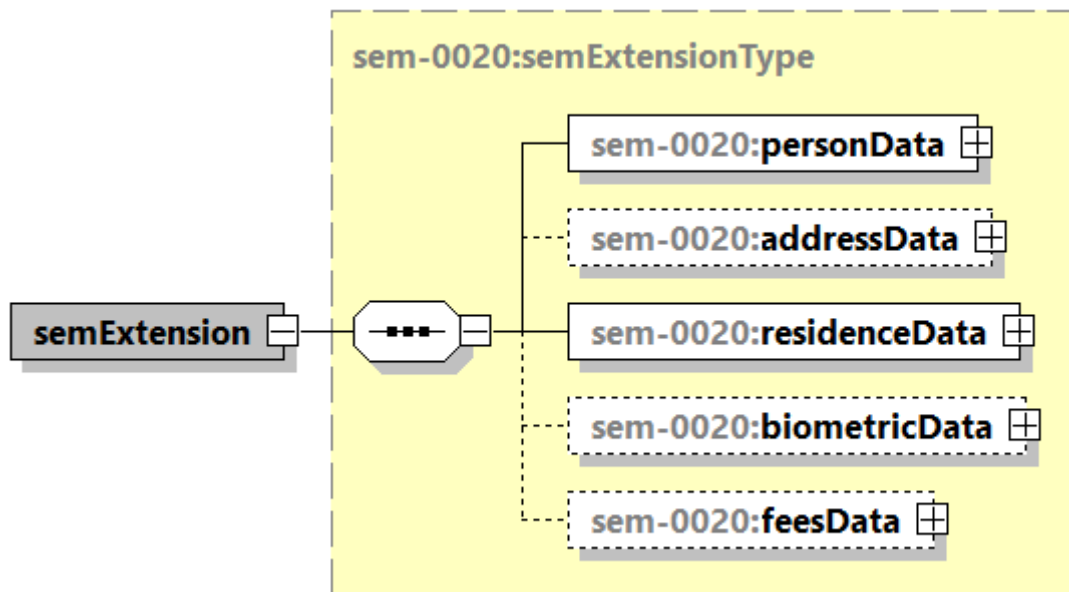 sem-0020:semExtensionType
sem-0020:personData
sem-0020:addressData
semExtension
sem-0020:residenceData
sem-0020:biometricData
sem-0020:feesData